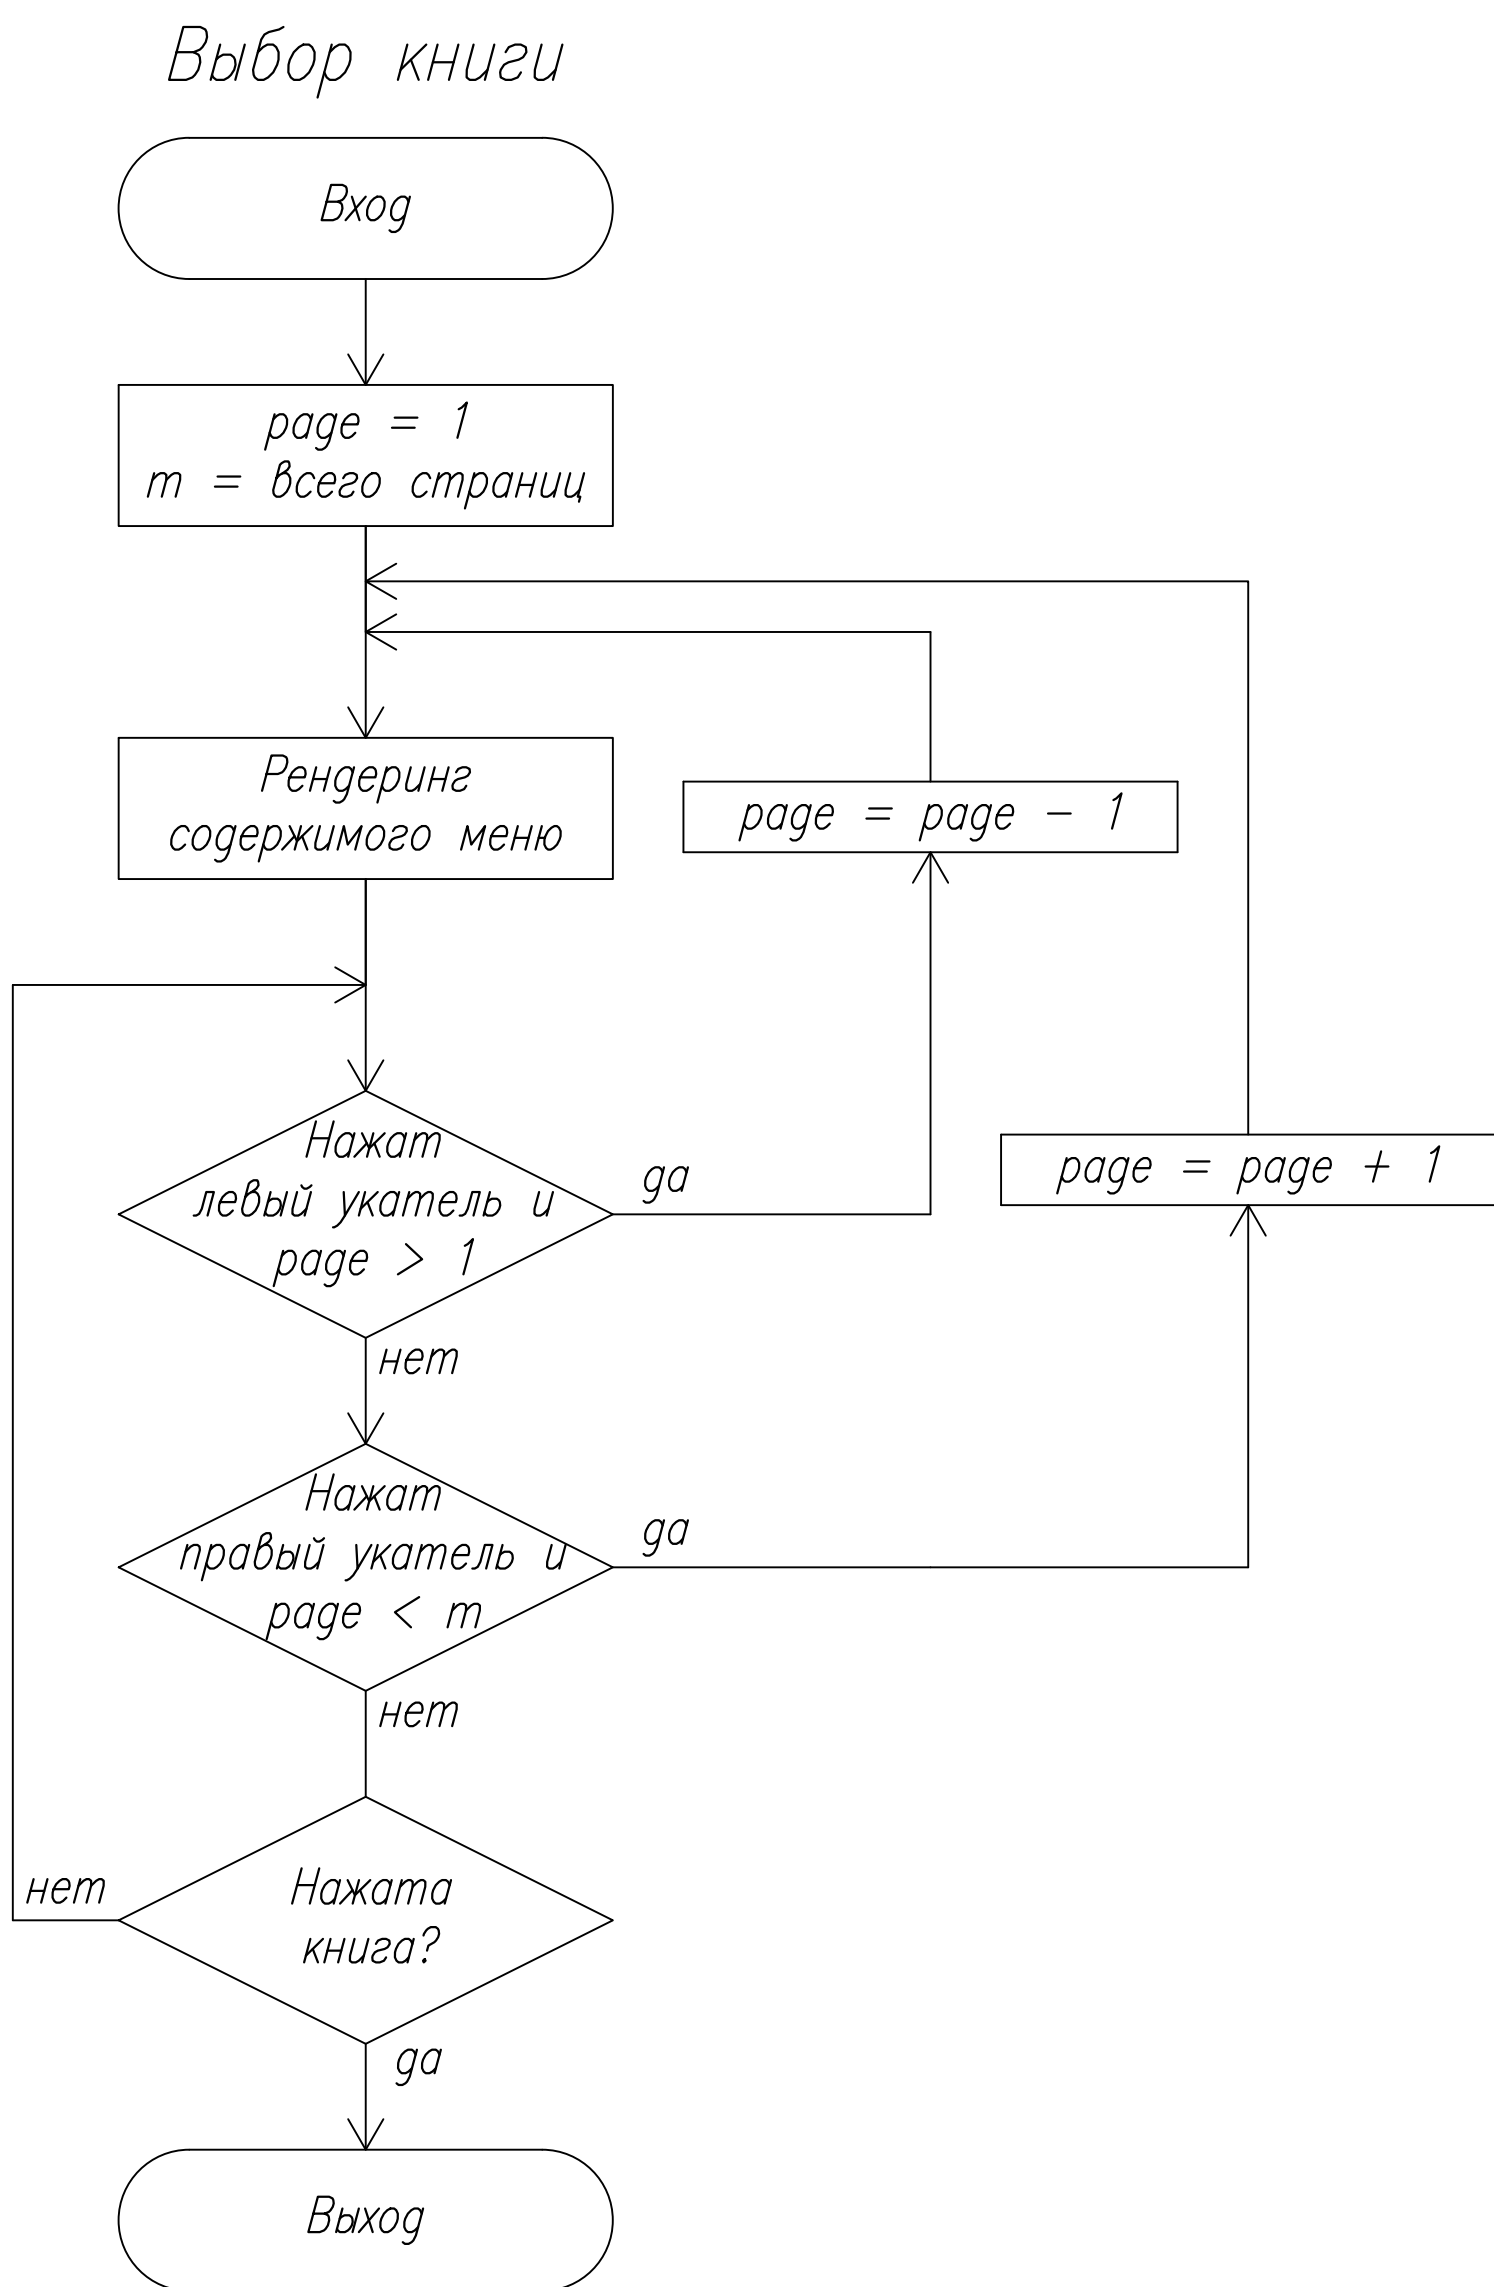 Выбор книги
Вход
page = 1
m = всего страниц
Рендеринг
содержимого меню
page = page - 1
Нажат
левый укатель и
page > 1
да
page = page + 1
нет
Нажат
правый укатель и
page < m
да
нет
Нажата
книга?
нет
да
Выход